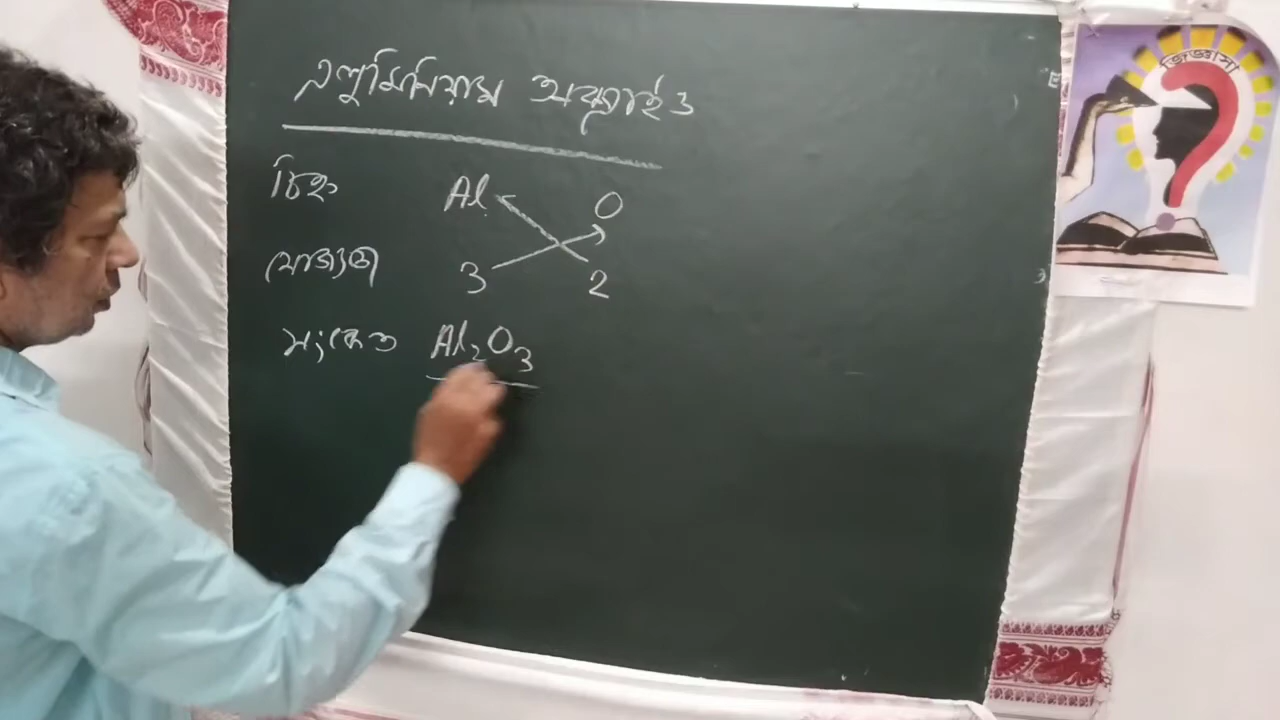 এলুমিনিয়াম অক্সাইড
চিহ্ন Al O
যোজ্যতা 3 2
সংকেত Al₂O₃
জিজ্ঞাসা